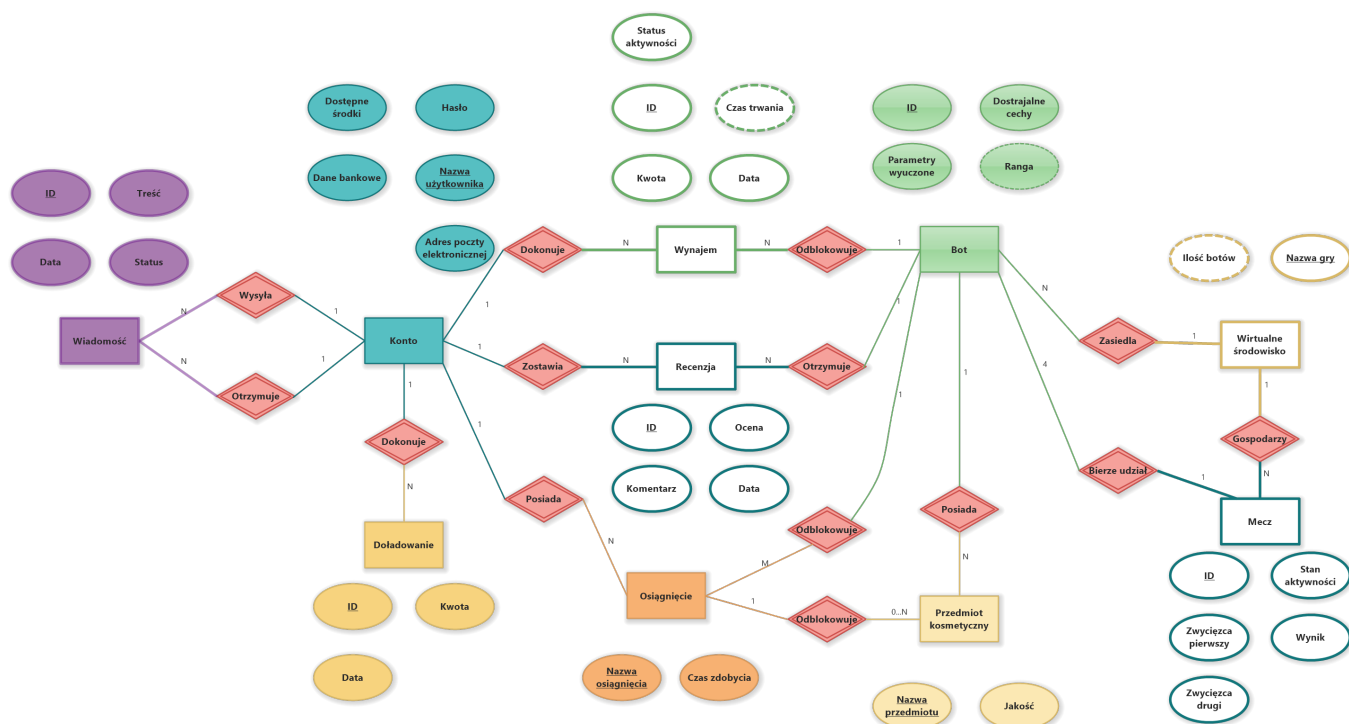 Status
aktywności
Dostępne
środki
Hasło
ID
Czas trwania
ID
Dostrajalne
cechy
Dane bankowe
Nazwa
użytkownika
Kwota
Data
Parametry
wyuczone
Ranga
ID
Treść
Adres poczty
elektronicznej
Data
Status
Dokonuje
N
Wynajem
N
Odblokowuje
1
Bot
Ilość botów
Nazwa gry
Wysyła
N
1
1
N
1
Wiadomość
Konto
1
Zostawia
N
Recenzja
N
Otrzymuje
Zasiedla
1
Wirtualne
środowisko
N
1
Otrzymuje
1
1
1
4
1
ID
Ocena
Dokonuje
1
Gospodarzy
Komentarz
Data
Bierze udział
1
N
N
Posiada
Posiada
Mecz
Doładowanie
N
Odblokowuje
M
N
ID
Stan
aktywności
ID
Kwota
Osiągnięcie
1
Odblokowuje
0...N
Przedmiot
kosmetyczny
Zwycięzca
pierwszy
Wynik
Data
Nazwa
osiągnięcia
Czas zdobycia
Zwycięzca
drugi
Nazwa
przedmiotu
Jakość